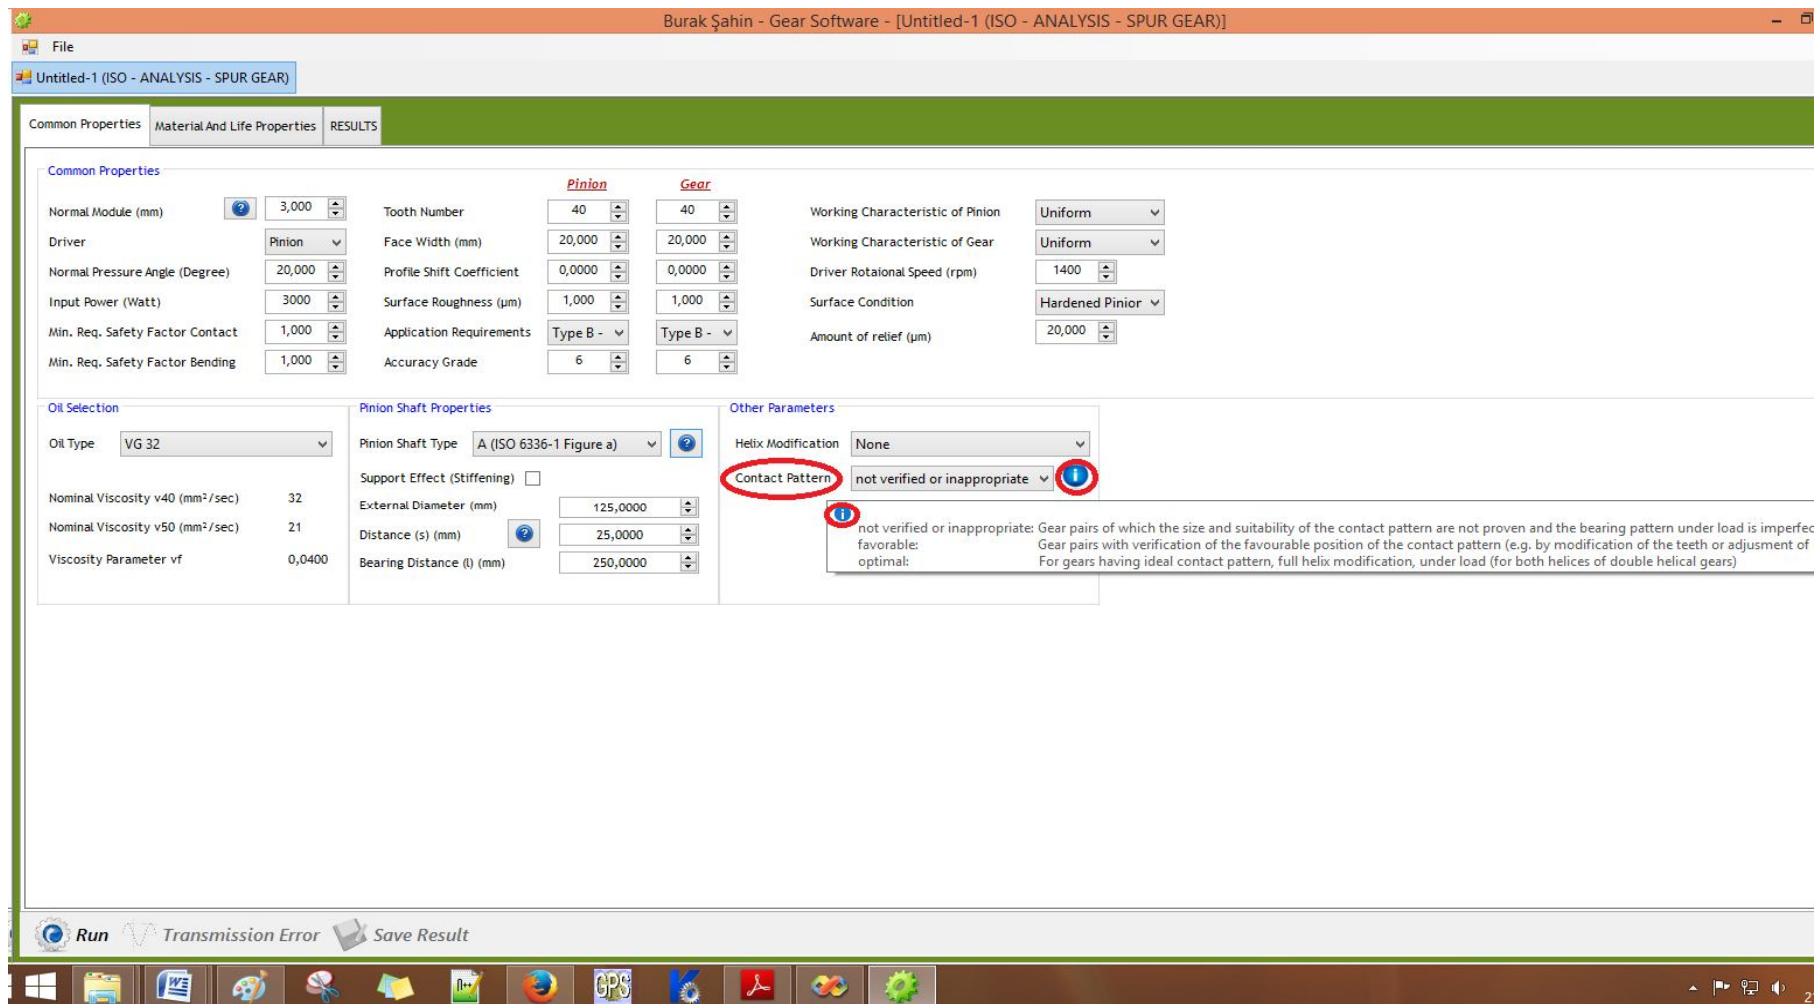 Burak Şahin - Gear Software - [Untitled-1 (ISO - ANALYSIS - SPUR GEAR)]
File
Untitled-1 (ISO - ANALYSIS - SPUR GEAR)
Common Properties Material And Life Properties RESULTS
Common Properties
Pinion Gear
Normal Module (mm) 3,000 Tooth Number 40 40 Working Characteristic of Pinion Uniform
Driver Pinion Face Width (mm) 20,000 20,000 Working Characteristic of Gear Uniform
Normal Pressure Angle (Degree) 20,000 Profile Shift Coefficient 0,0000 0,0000 Driver Rotaional Speed (rpm) 1400
Input Power (Watt) 3000 Surface Roughness (µm) 1,000 1,000 Surface Condition Hardened Pinior
Min. Req. Safety Factor Contact 1,000 Application Requirements Type B - Type B - Amount of relief (µm) 20,000
Min. Req. Safety Factor Bending 1,000 Accuracy Grade 6 6
Oil Selection Pinion Shaft Properties Other Parameters
Oil Type VG 32 Pinion Shaft Type A (ISO 6336-1 Figure a) Helix Modification None
Support Effect (Stiffening) Contact Pattern not verified or inappropriate
Nominal Viscosity v40 (mm²/sec) 32 External Diameter (mm) 125,0000
Nominal Viscosity v50 (mm²/sec) 21 Distance (s) (mm) 25,0000
Viscosity Parameter vf 0,0400 Bearing Distance (l) (mm) 250,0000
not verified or inappropriate: Gear pairs of which the size and suitability of the contact pattern are not proven and the bearing pattern under load is imperfec
favorable: Gear pairs with verification of the favourable position of the contact pattern (e.g. by modification of the teeth or adjusment of
optimal: For gears having ideal contact pattern, full helix modification, under load (for both helices of double helical gears)
Run Transmission Error Save Result
GPS